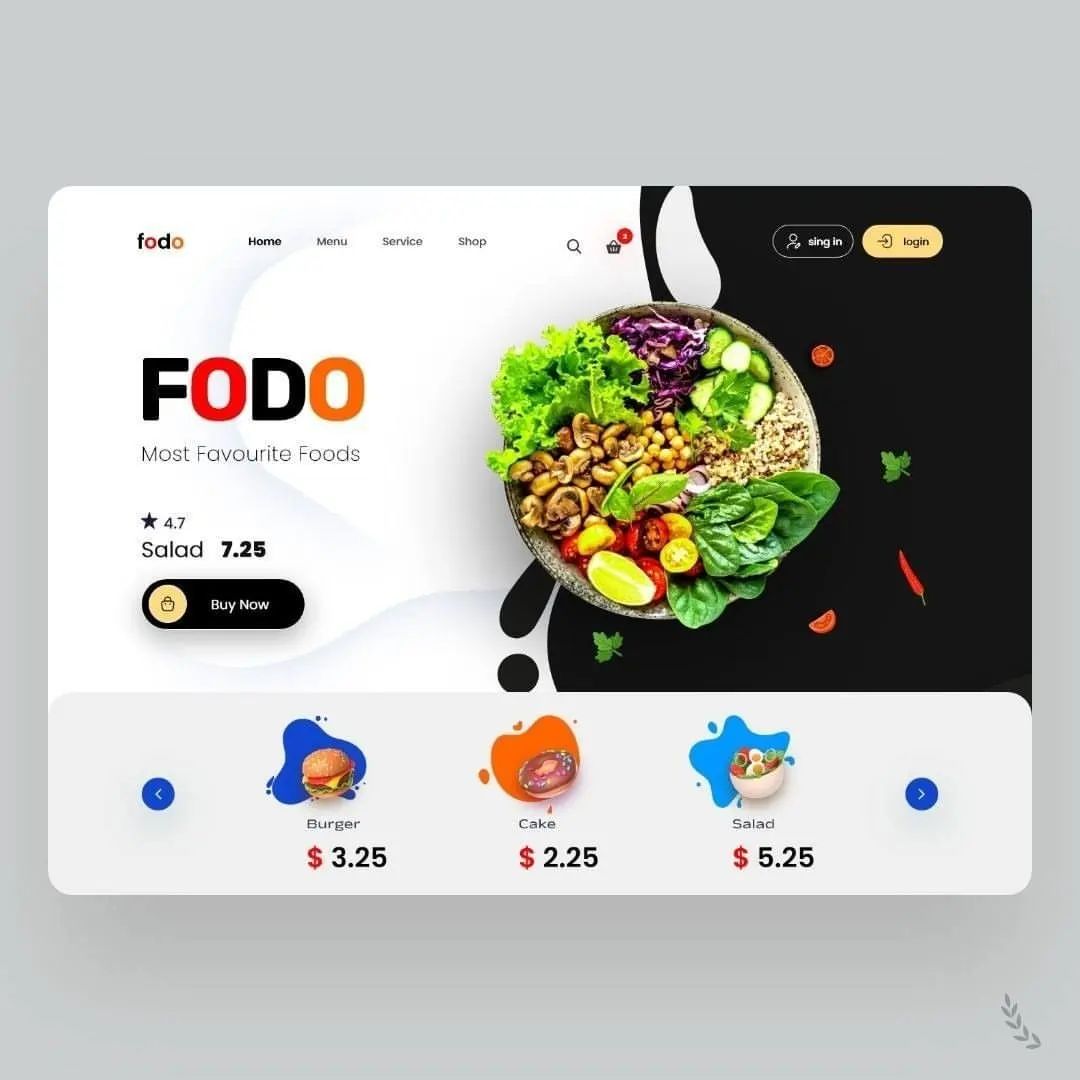 fodo Home Menu Service Shop 2 sing in login
FODO
Most Favourite Foods
4.7
Salad 7.25
Buy Now
Burger Cake Salad
$ 3.25 $ 2.25 $ 5.25